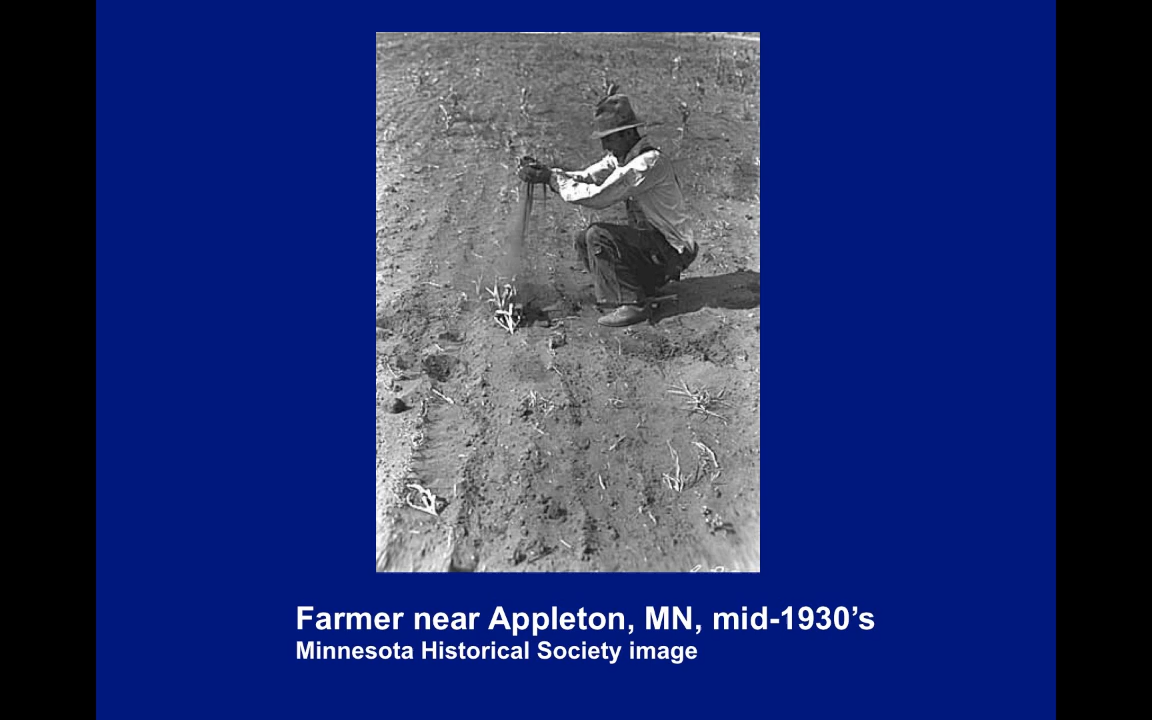 Farmer near Appleton, MN, mid-1930’s
Minnesota Historical Society image